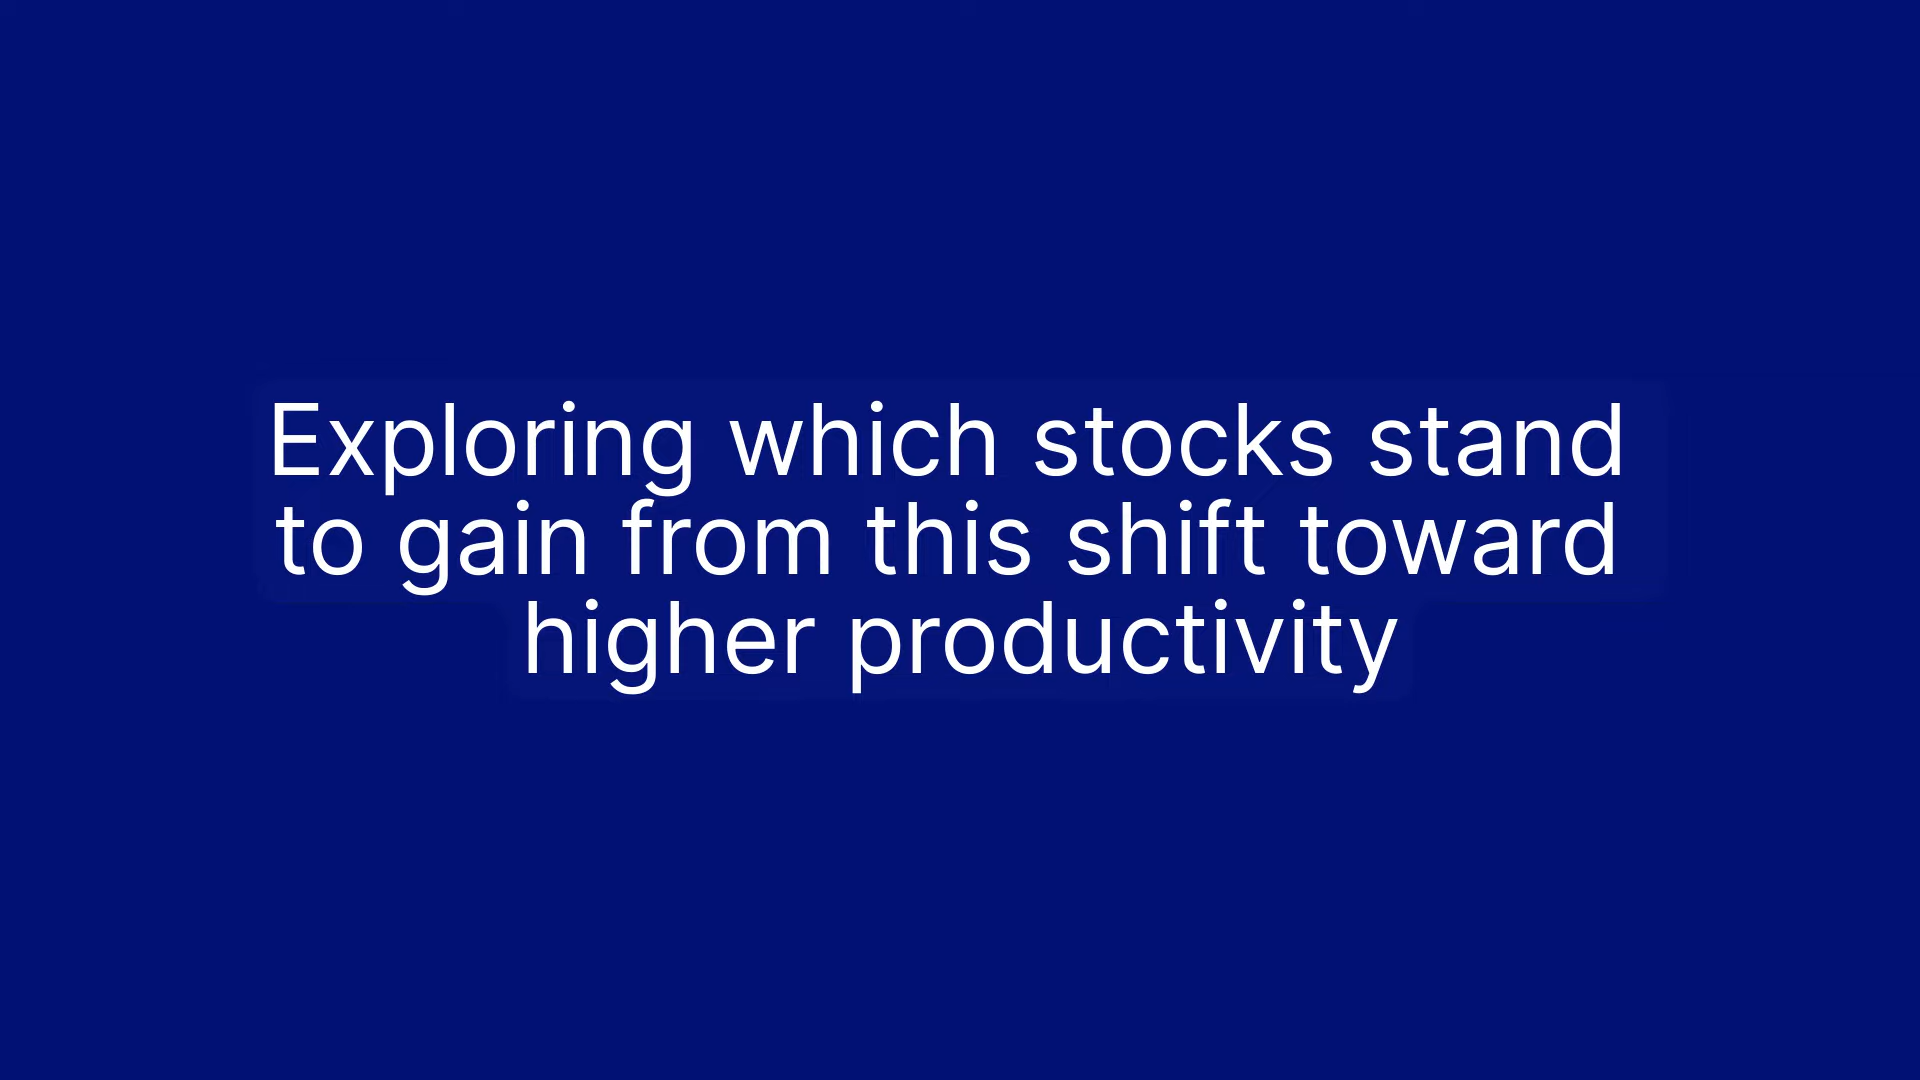 Exploring which stocks stand
to gain from this shift toward
higher productivity